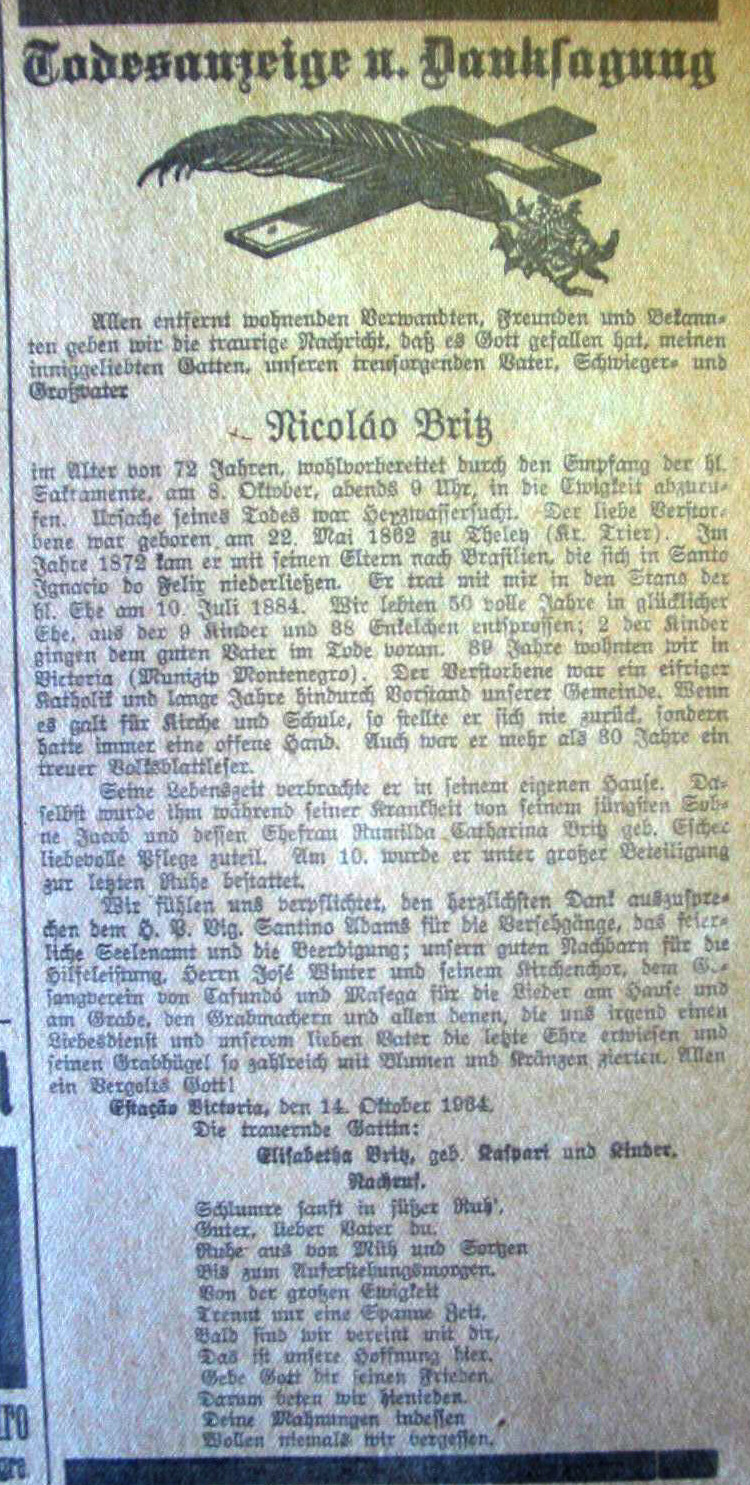 Todesanzeige u. Danksagung
Allen entfernt wohnenden Verwandten, Freunden und Bekann-
ten geben wir die traurige Nachricht, daß es Gott gefallen hat, meinen
inniggeliebten Gatten, unseren treusorgenden Vater, Schwieger- und
Großvater
Nicoláo Britz
im Alter von 72 Jahren, wohlvorbereitet durch den Empfang der hl.
Sakramente, am 8. Oktober, abends 9 Uhr, in die Ewigkeit abzuru-
fen. Ursache seines Todes war Herzwassersucht. Der liebe Verstor-
bene war geboren am 22. Mai 1862 zu Theley (Kr. Trier). Im
Jahre 1872 kam er mit seinen Eltern nach Brasilien, die sich in Santo
Ignacio do Feliz niederließen. Er trat mit mir in den Stand der
hl. Ehe am 10. Juli 1884. Wir lebten 50 volle Jahre in glücklicher
Ehe, aus der 9 Kinder und 38 Enkelchen entsprossen; 2 der Kinder
gingen dem guten Vater im Tode voran. 39 Jahre wohnten wir in
Victoria (Munizip Montenegro). Der Verstorbene war ein eifriger
Katholik und lange Jahre hindurch Vorstand unserer Gemeinde. Wenn
es galt für Kirche und Schule, so stellte er sich nie zurück, sondern
hatte immer eine offene Hand. Auch war er mehr als 30 Jahre ein
treuer Volksblattleser.
Seine Lebenszeit verbrachte er in seinem eigenen Hause. Da-
selbst wurde ihm während seiner Krankheit von seinem jüngsten Soh-
ne Jacob und dessen Ehefrau Rumilda Catharina Britz geb. Escher
liebevolle Pflege zuteil. Am 10. wurde er unter großer Beteiligung
zur letzten Ruhe bestattet.
Wir fühlen uns verpflichtet, den herzlichsten Dank auszuspre-
chen dem H. P. Vig. Santino Adams für die Versehgänge, das feier-
liche Seelenamt und die Beerdigung; unsern guten Nachbarn für die
Hilfeleistung, Herrn José Winter und seinem Kirchenchor, dem G.-
sangverein von Cafundó und Masega für die Lieder am Hause und
am Grabe, den Grabmachern und allen denen, die uns irgend einen
Liebesdienst und unserem lieben Vater die letzte Ehre erwiesen und
seinen Grabhügel so zahlreich mit Blumen und Kränzen zierten. Allen
ein Vergelts Gott!
Estação Victoria, den 14. Oktober 1934.
Die trauernde Gattin:
Elisabetha Britz, geb. Kaspari und Kinder.
Nachruf.
Schlumre sanft in süßer Ruh',
Guter, lieber Vater du.
Ruhe aus von Müh und Sorgen
Bis zum Auferstehungsmorgen.
Von der großen Ewigkeit
Trennt nur eine Spanne Zeit,
Bald sind wir vereint mit dir,
Das ist unsere Hoffnung hier.
Gebe Gott dir seinen Frieden.
Darum beten wir hienieden.
Deine Mahnungen indessen
Wollen niemals wir vergessen.